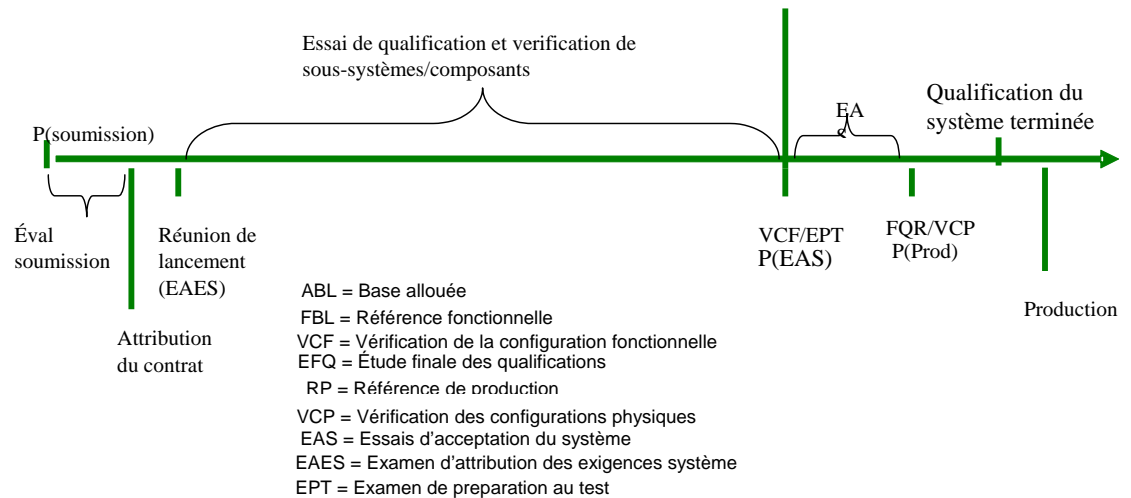 Essai de qualification et verification de
sous-systèmes/composants
P(soumission)
EA
Qualification du
système terminée
Éval
soumission
Réunion de
lancement
(EAES)
VCF/EPT
P(EAS)
FQR/VCP
P(Prod)
Attribution
du contrat
Production
ABL = Base allouée
FBL = Référence fonctionnelle
VCF = Vérification de la configuration fonctionnelle
EFQ = Étude finale des qualifications
RP = Référence de production
VCP = Vérification des configurations physiques
EAS = Essais d'acceptation du système
EAES = Examen d'attribution des exigences système
EPT = Examen de preparation au test